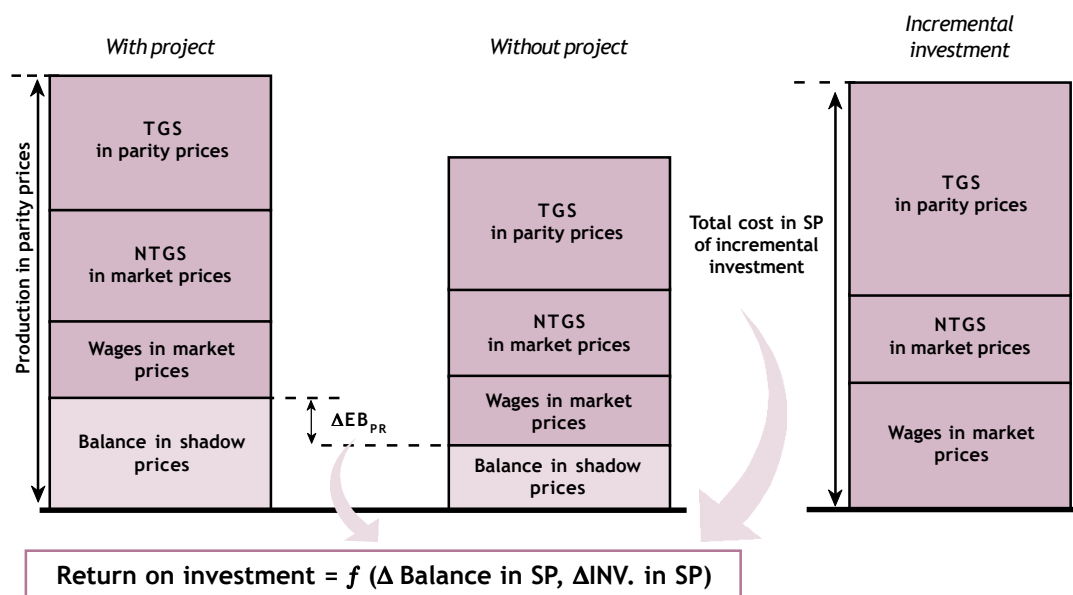 With project
Without project
Incremental
investment
Production in parity prices
TGS
in parity prices
NTGS
in market prices
Wages in market
prices
Balance in shadow
prices
ΔEB_PR
TGS
in parity prices
NTGS
in market prices
Wages in market
prices
Balance in shadow
prices
Total cost in SP
of incremental
investment
TGS
in parity prices
NTGS
in market prices
Wages in market
prices
Return on investment = f (Δ Balance in SP, ΔINV. in SP)